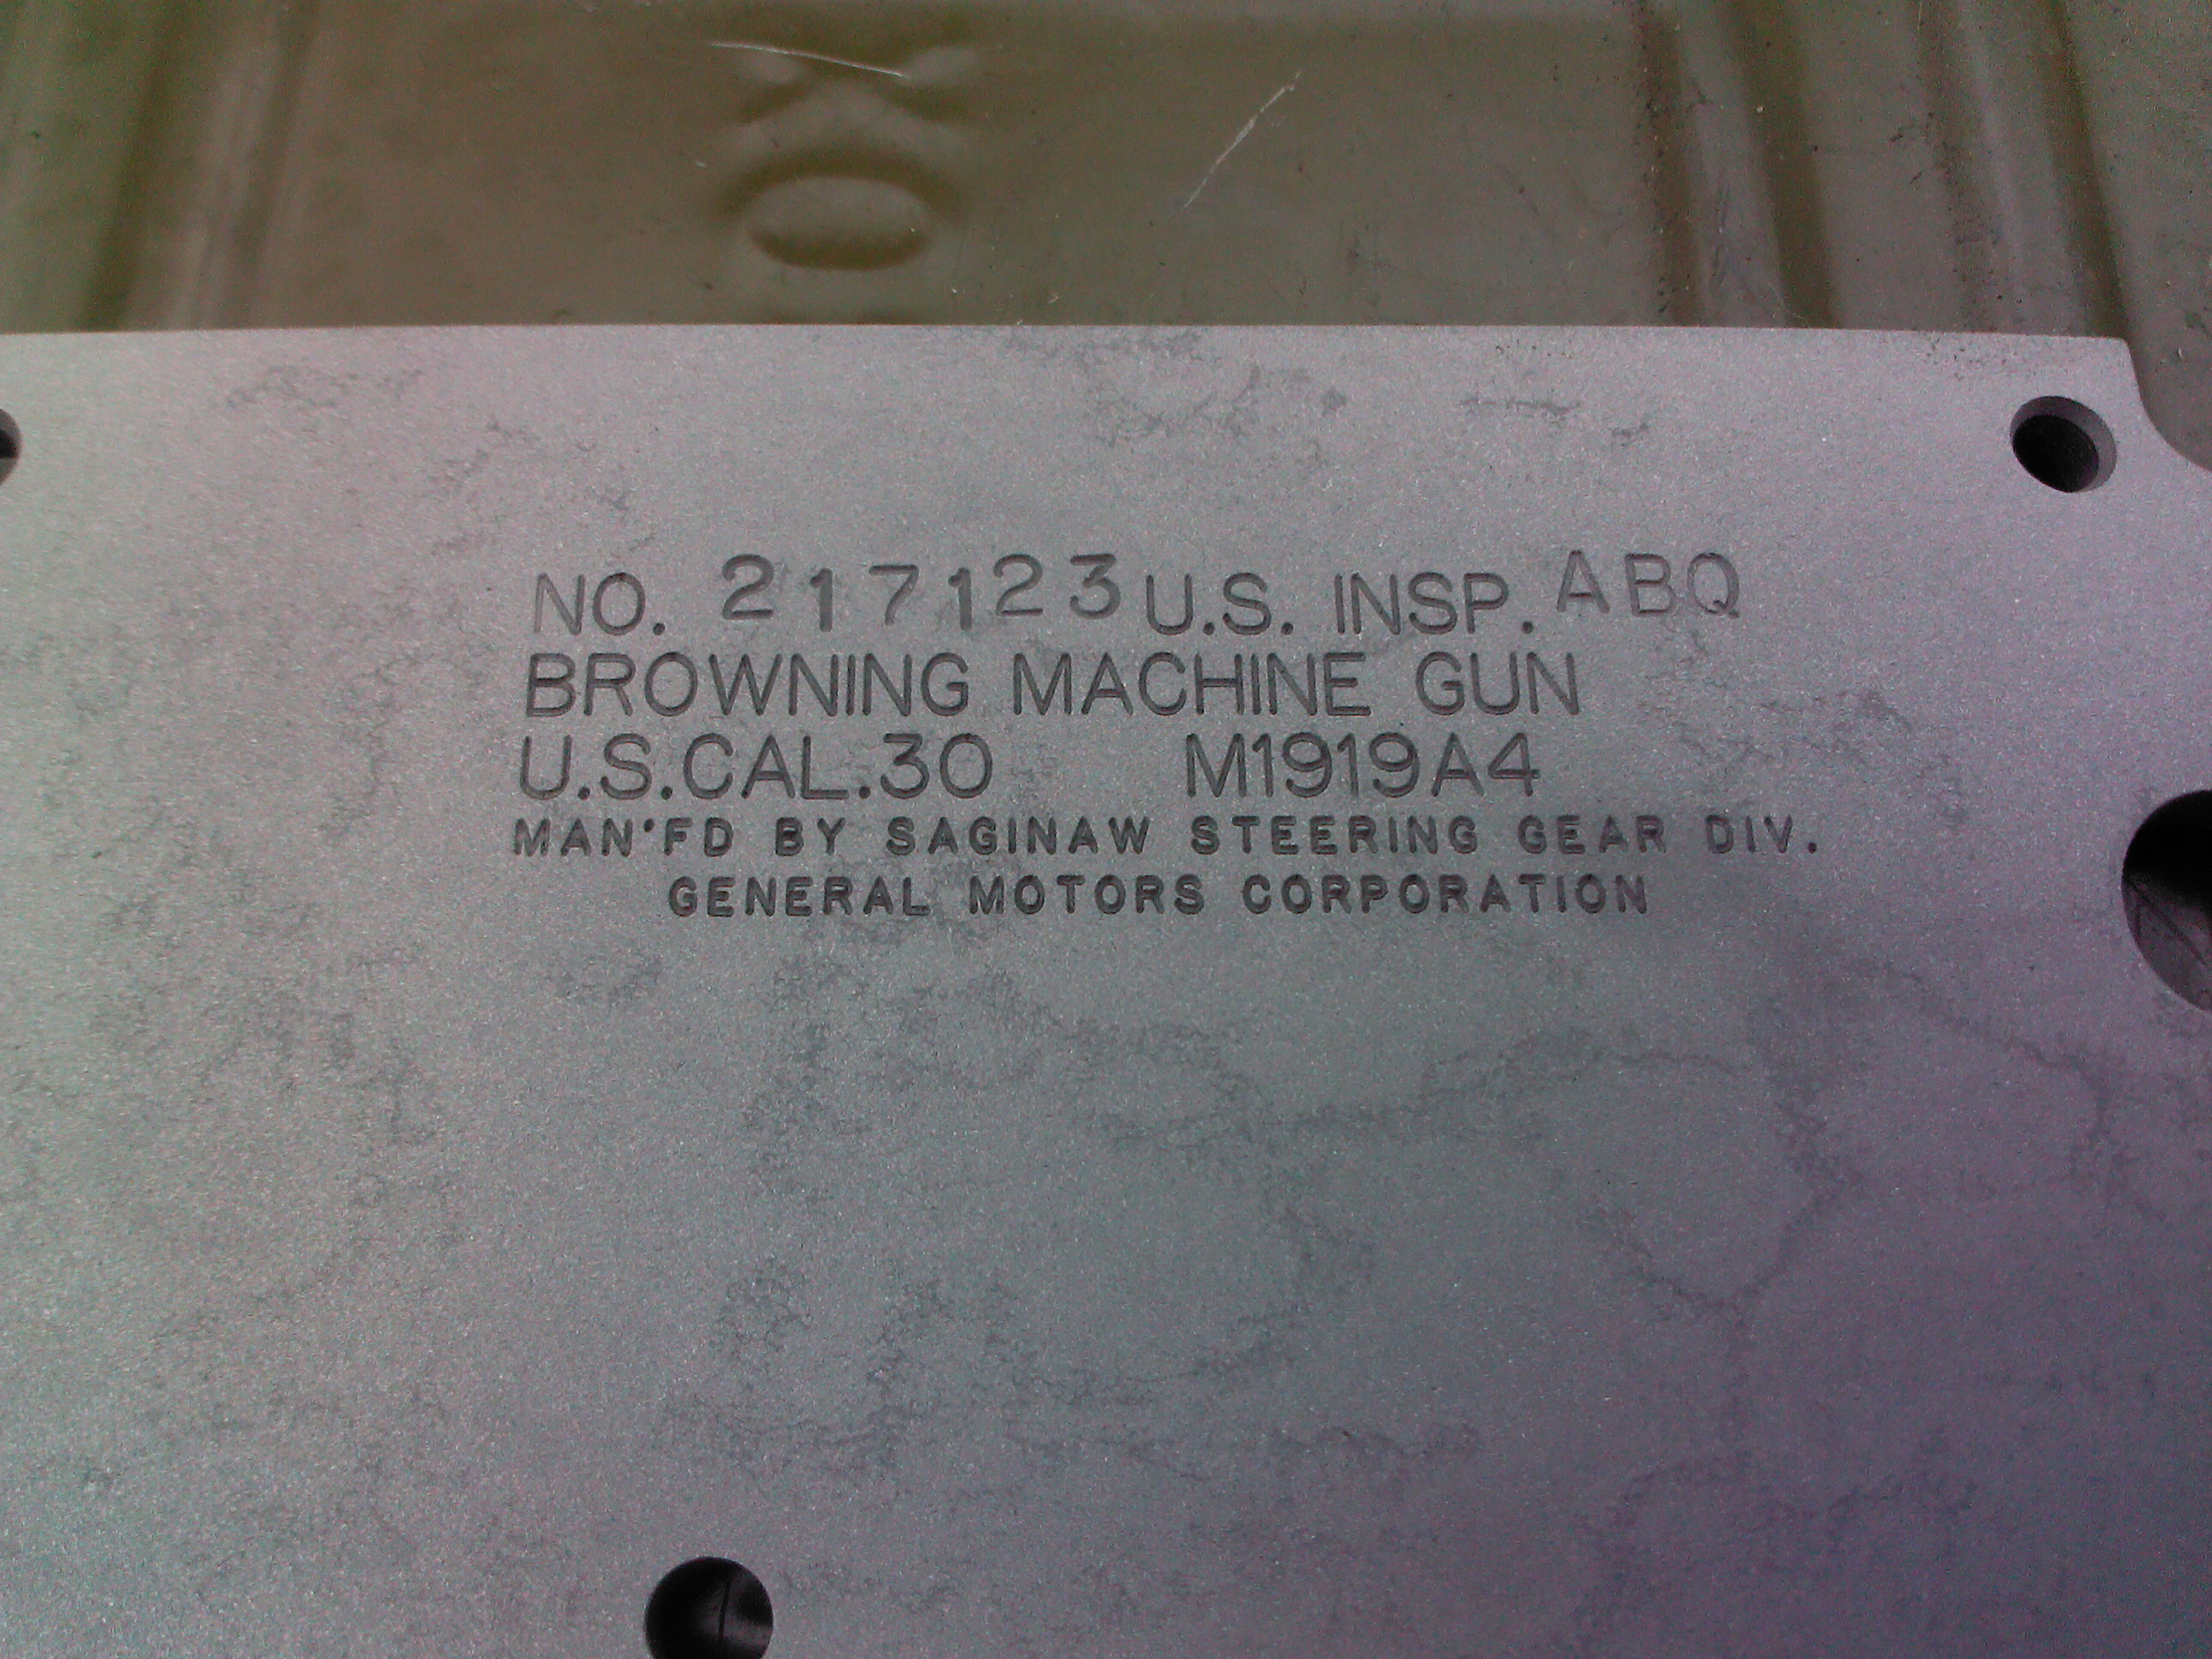 NO. 217123 U.S. INSP. ABQ
BROWNING MACHINE GUN
U.S.CAL.30 M1919A4
MAN'FD BY SAGINAW STEERING GEAR DIV.
GENERAL MOTORS CORPORATION